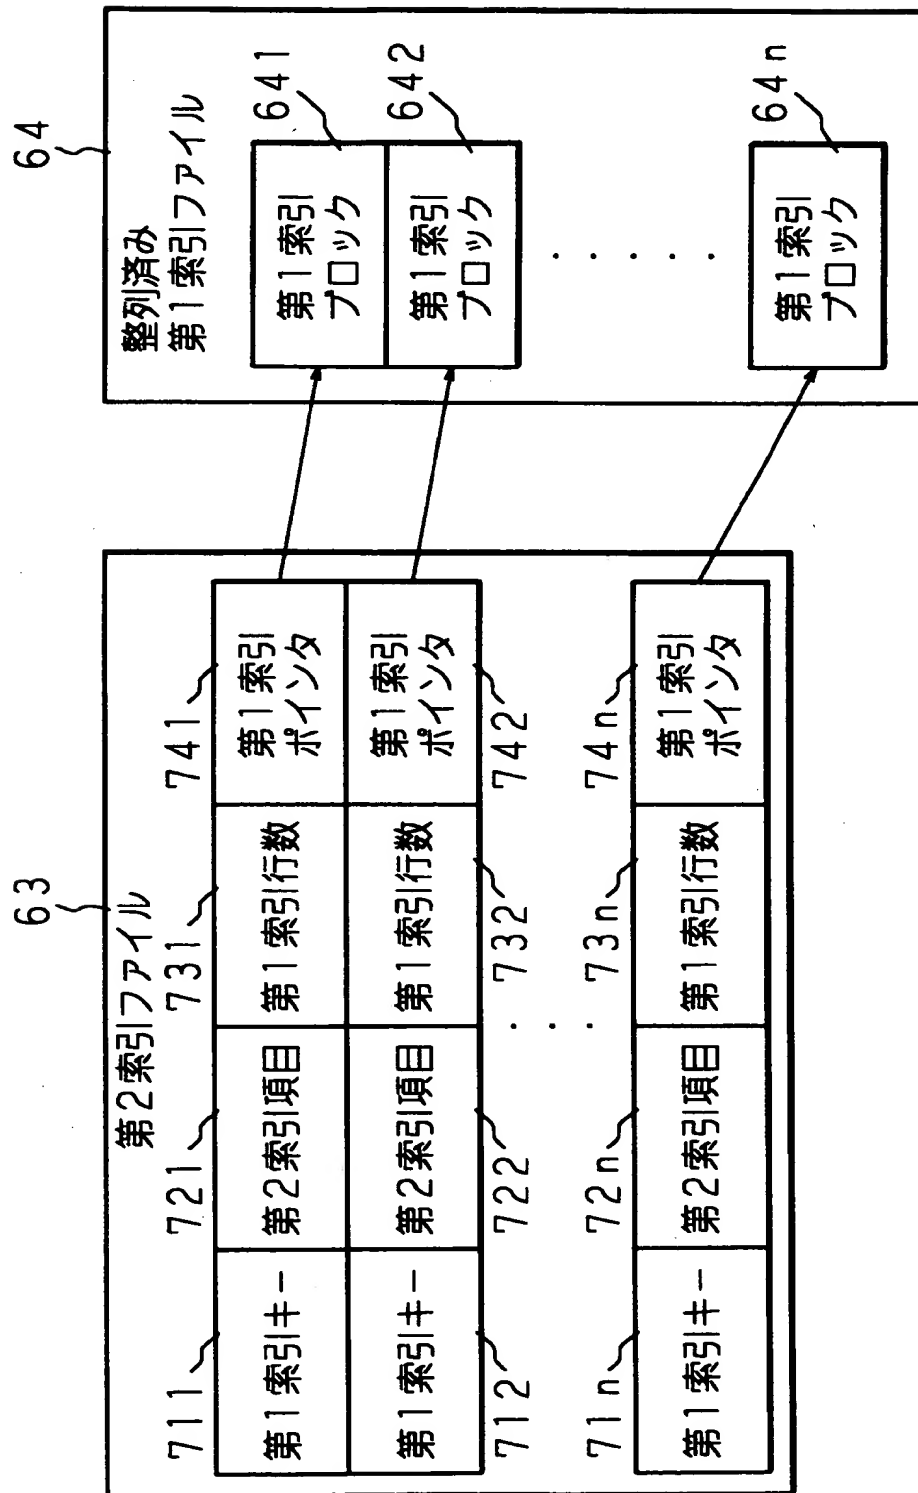 63
第2索引ファイル
711
721
731
741
第1索引キー
第2索引項目
第1索引行数
第1索引
ポインタ
第1索引キー
第2索引項目
第1索引行数
第1索引
ポインタ
712
722
732
742
71n
72n
73n
74n
第1索引キー
第2索引項目
第1索引行数
第1索引
ポインタ
64
整列済み
第1索引ファイル
第1索引
ブロック
641
第1索引
ブロック
642
第1索引
ブロック
64n